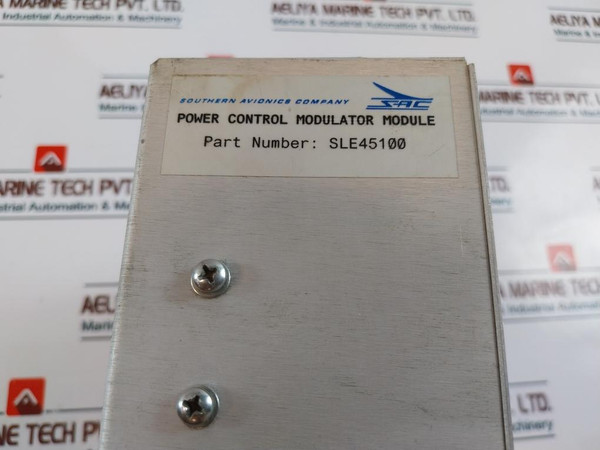 AELIYA MARINE TECH PVT. LTD.
Industrial Automation & Machinery
SOUTHERN AVIONICS COMPANY
SAC
POWER CONTROL MODULATOR MODULE
Part Number: SLE45100